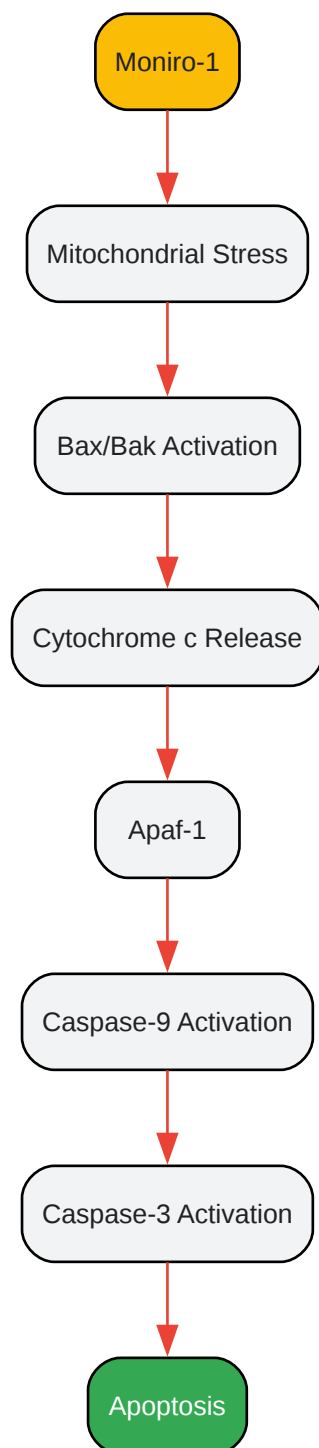 Moniro-1
Mitochondrial Stress
Bax/Bak Activation
Cytochrome c Release
Apaf-1
Caspase-9 Activation
Caspase-3 Activation
Apoptosis